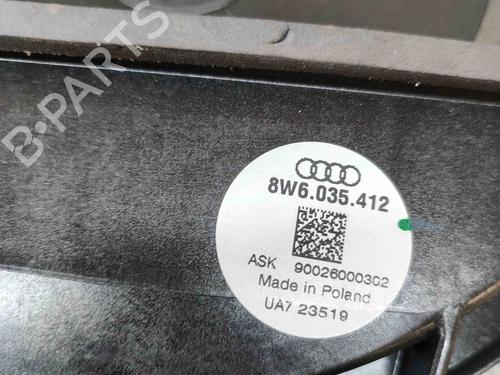 B-PARTS
8W6.035.412
ASK 90026000302
Made in Poland
UA7 23519